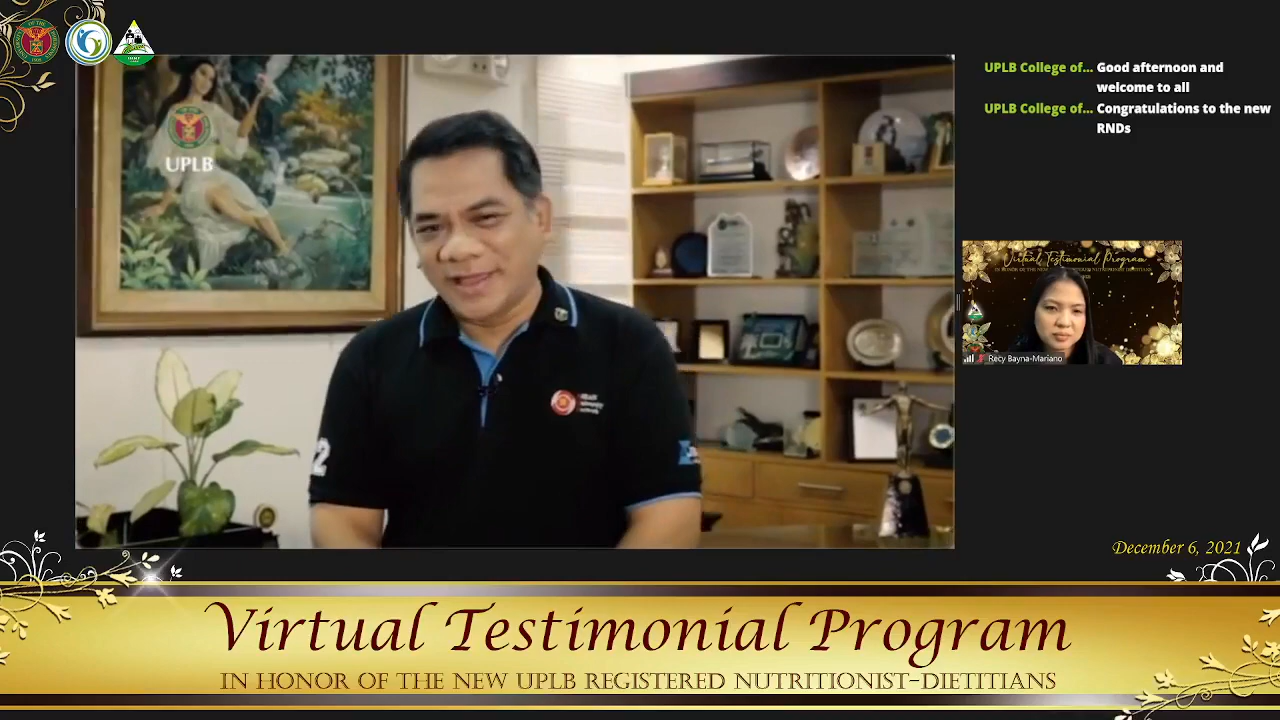 UPLB College of... Good afternoon and
welcome to all
UPLB College of... Congratulations to the new
RNDs
UPLB
Virtual Testimonial Program
Recy Bayna-Mariano
2
December 6, 2021
Virtual Testimonial Program
IN HONOR OF THE NEW UPLB REGISTERED NUTRITIONIST-DIETITIANS